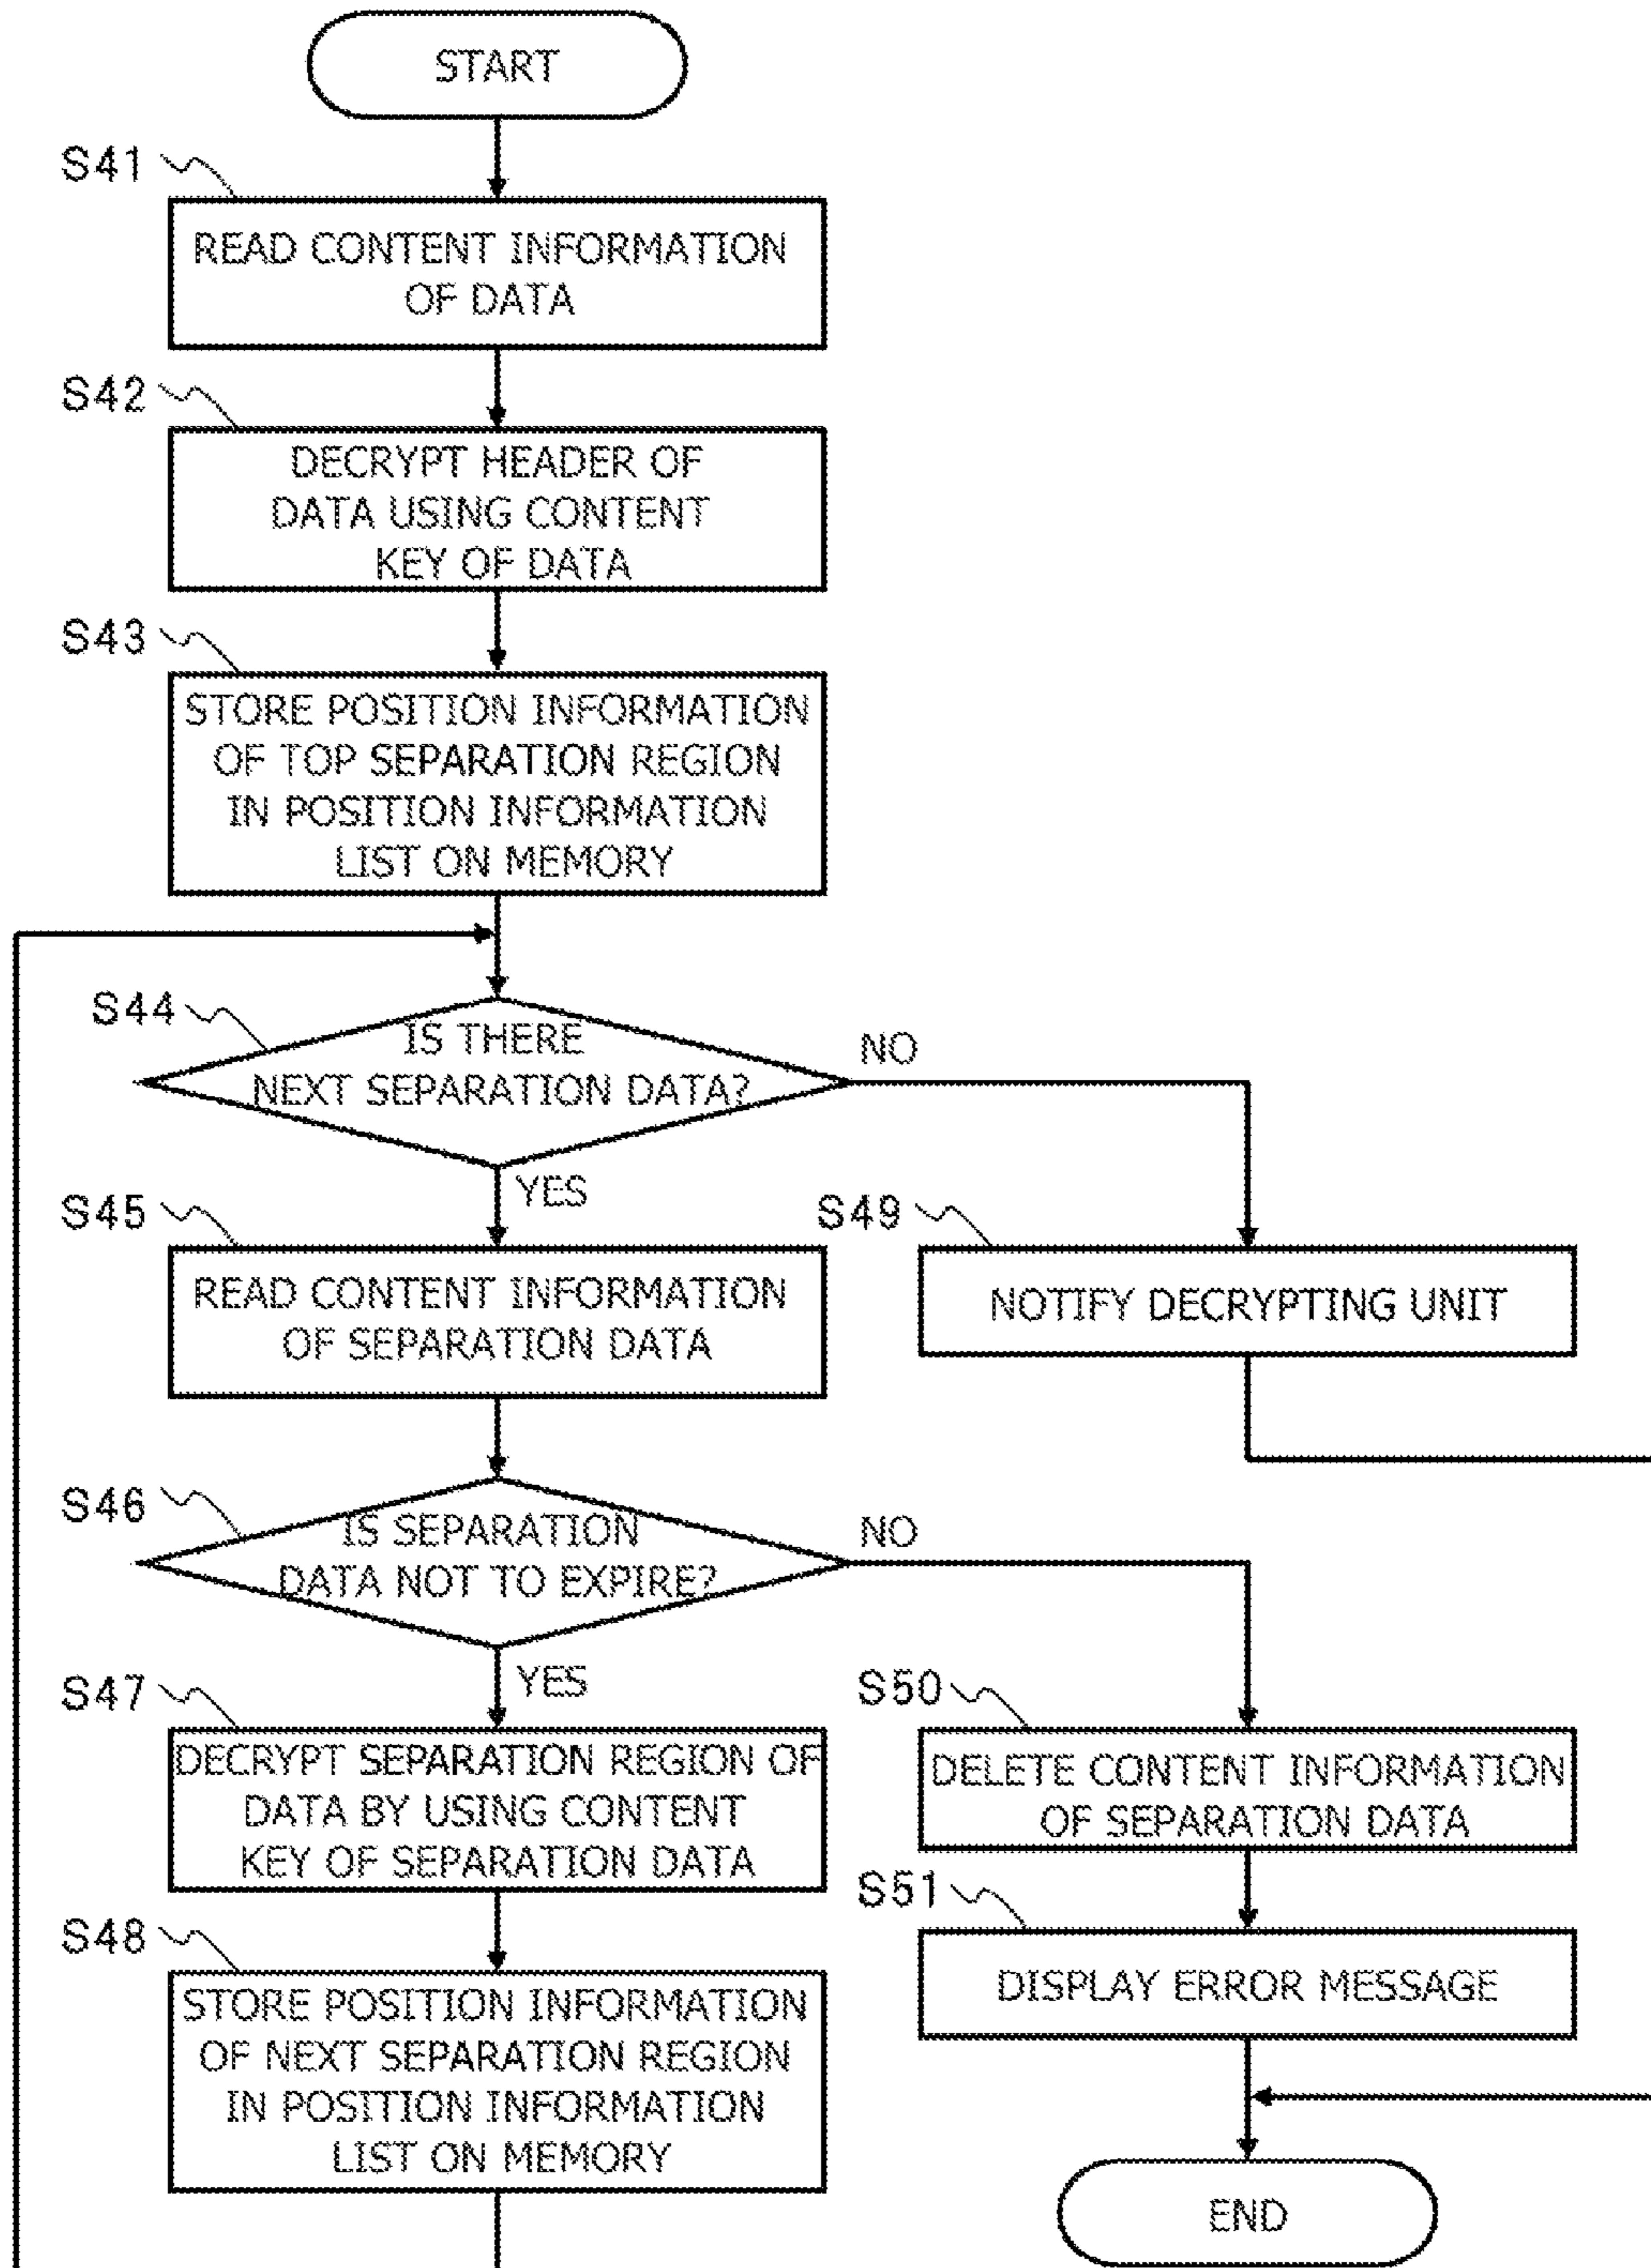 START
S41
READ CONTENT INFORMATION
OF DATA
S42
DECRYPT HEADER OF
DATA USING CONTENT
KEY OF DATA
S43
STORE POSITION INFORMATION
OF TOP SEPARATION REGION
IN POSITION INFORMATION
LIST ON MEMORY
S44
IS THERE
NEXT SEPARATION DATA?
NO
YES
S45
READ CONTENT INFORMATION
OF SEPARATION DATA
S49
NOTIFY DECRYPTING UNIT
S46
IS SEPARATION
DATA NOT TO EXPIRE?
NO
YES
S47
DECRYPT SEPARATION REGION OF
DATA BY USING CONTENT
KEY OF SEPARATION DATA
S50
DELETE CONTENT INFORMATION
OF SEPARATION DATA
S51
DISPLAY ERROR MESSAGE
S48
STORE POSITION INFORMATION
OF NEXT SEPARATION REGION
IN POSITION INFORMATION
LIST ON MEMORY
END